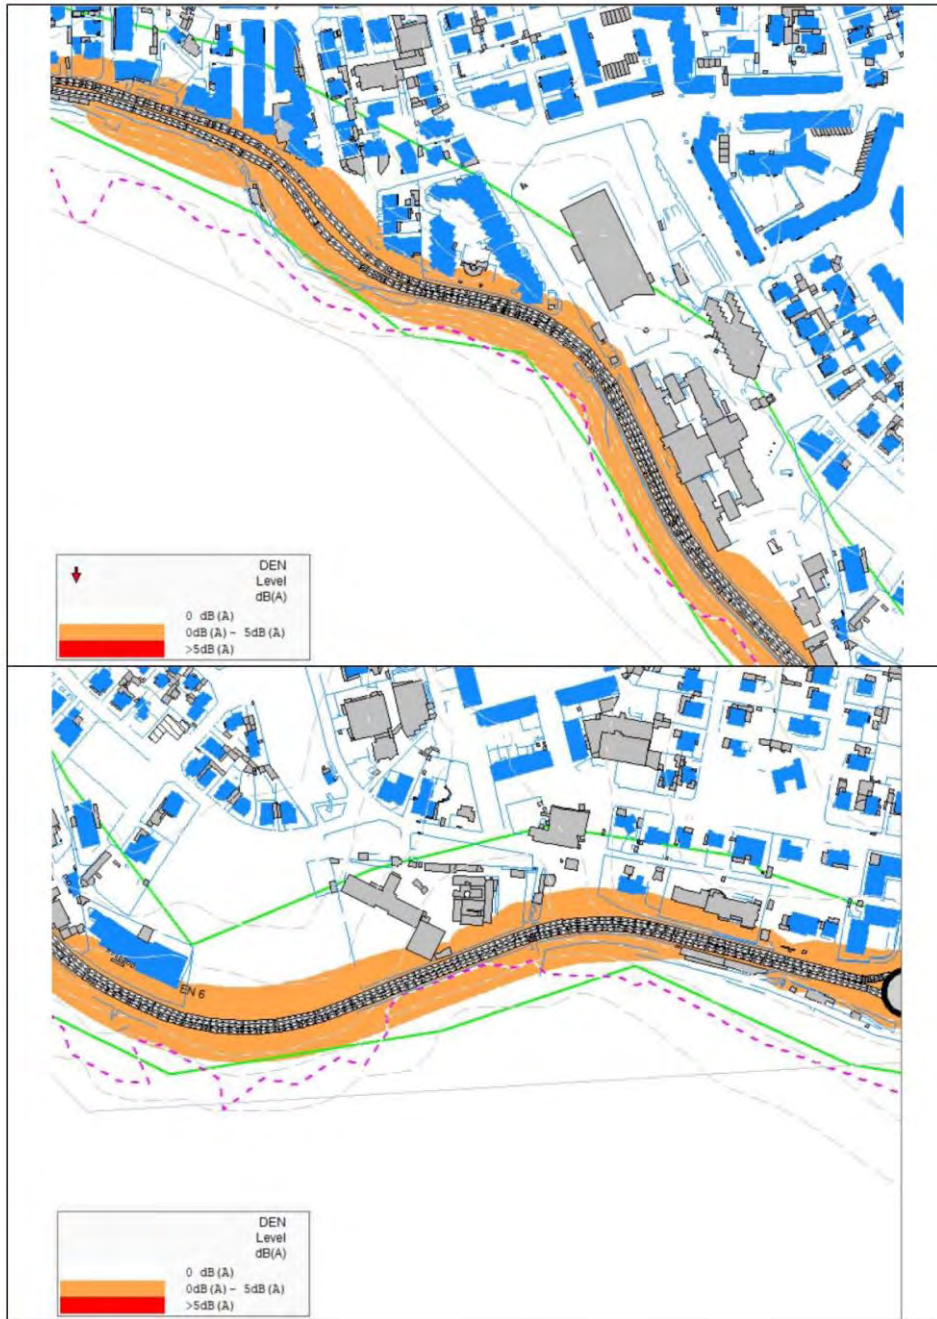 DEN
Level
dB(A)
0 dB(A)
0dB(A) - 5dB(A)
>5dB(A)
EN 6
DEN
Level
dB(A)
0 dB(A)
0dB(A) - 5dB(A)
>5dB(A)